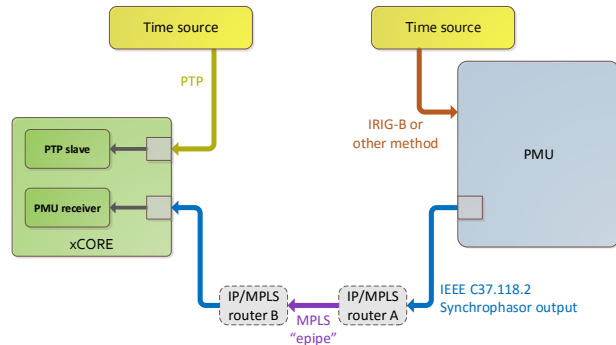 Time source
Time source
PTP
IRIG-B or
other method
PTP slave
PMU receiver
xCORE
PMU
IP/MPLS
router B
MPLS
“epipe”
IP/MPLS
router A
IEEE C37.118.2
Synchrophasor output